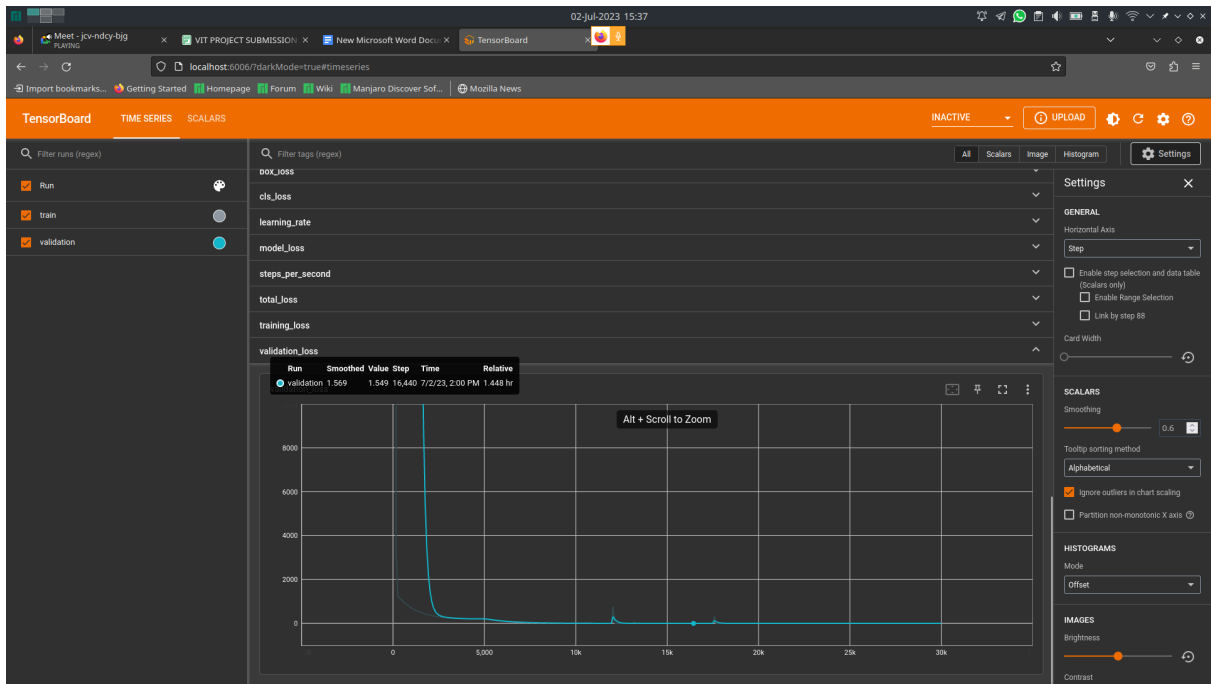 02-Jul-2023 15:37
Meet - jcv-ndcy-bjg
PLAYING
VIT PROJECT SUBMISSION
New Microsoft Word Docu
TensorBoard
localhost:6006/?darkMode=true#timeseries
Import bookmarks... Getting Started Homepage Forum Wiki Manjaro Discover Sof... Mozilla News
TensorBoard TIME SERIES SCALARS INACTIVE UPLOAD
Filter runs (regex)
Run
train
validation
Filter tags (regex) All Scalars Image Histogram Settings
box_loss
cls_loss
learning_rate
model_loss
steps_per_second
total_loss
training_loss
validation_loss
Run Smoothed Value Step Time Relative
validation 1.569 1.549 16,440 7/2/23, 2:00 PM 1.448 hr
Alt + Scroll to Zoom
8000
6000
4000
2000
0
0 5,000 10k 15k 20k 25k 30k
Settings
GENERAL
Horizontal Axis
Step
Enable step selection and data table
(Scalars only)
Enable Range Selection
Link by step 88
Card Width
SCALARS
Smoothing
0.6
Tooltip sorting method
Alphabetical
Ignore outliers in chart scaling
Partition non-monotonic X axis
HISTOGRAMS
Mode
Offset
IMAGES
Brightness
Contrast